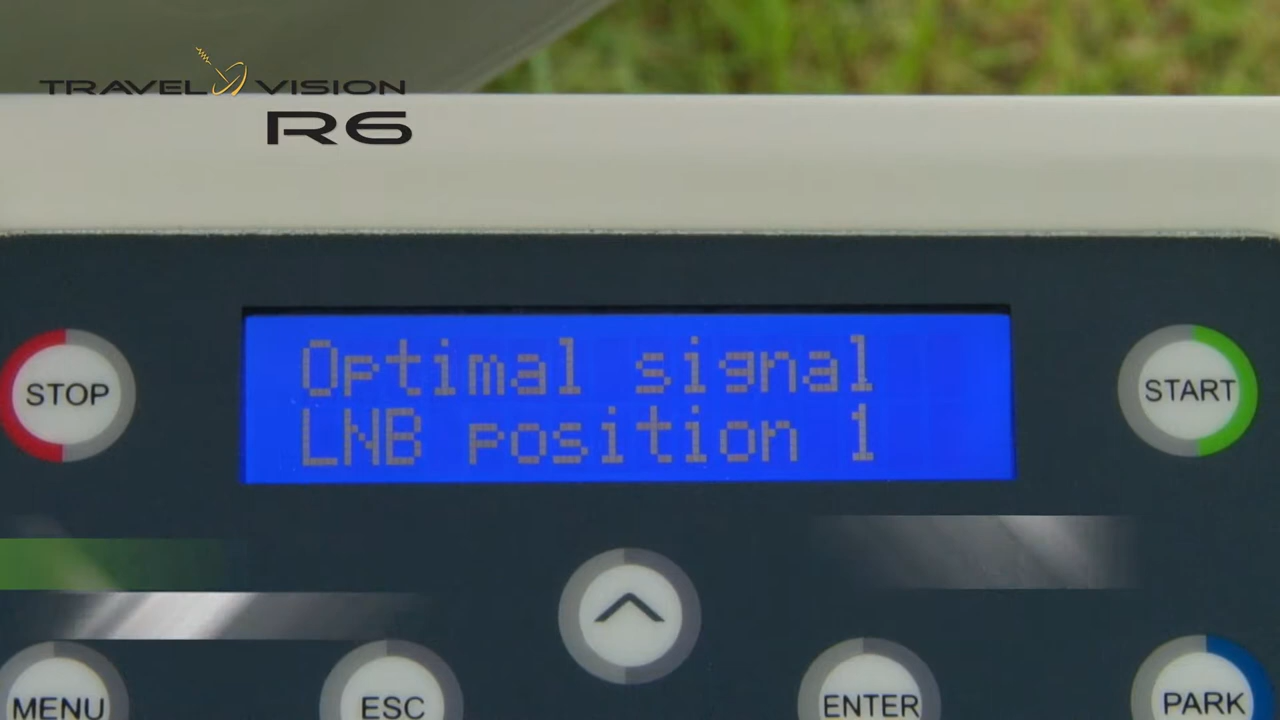 TRAVEL VISION
R6
Optimal signal
LNB position 1
STOP
START
MENU
ESC
ENTER
PARK